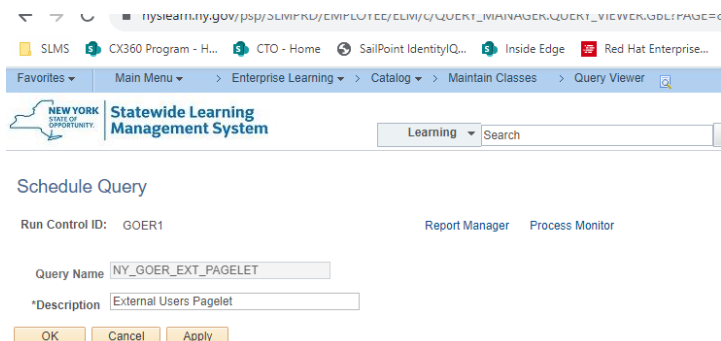 nyslearn.ny.gov/psp/SLMPRD/EMPLOYEE/ELM/c/QUERY_MANAGER.QUERY_VIEWER.GBL?PAGE=
SLMS CX360 Program - H... CTO - Home SailPoint IdentityIQ... Inside Edge Red Hat Enterprise...
Favorites Main Menu > Enterprise Learning > Catalog > Maintain Classes > Query Viewer
NEW YORK
STATE OF
OPPORTUNITY.
Statewide Learning
Management System
Learning Search
Schedule Query
Run Control ID: GOER1 Report Manager Process Monitor
Query Name NY_GOER_EXT_PAGELET
*Description External Users Pagelet
OK Cancel Apply